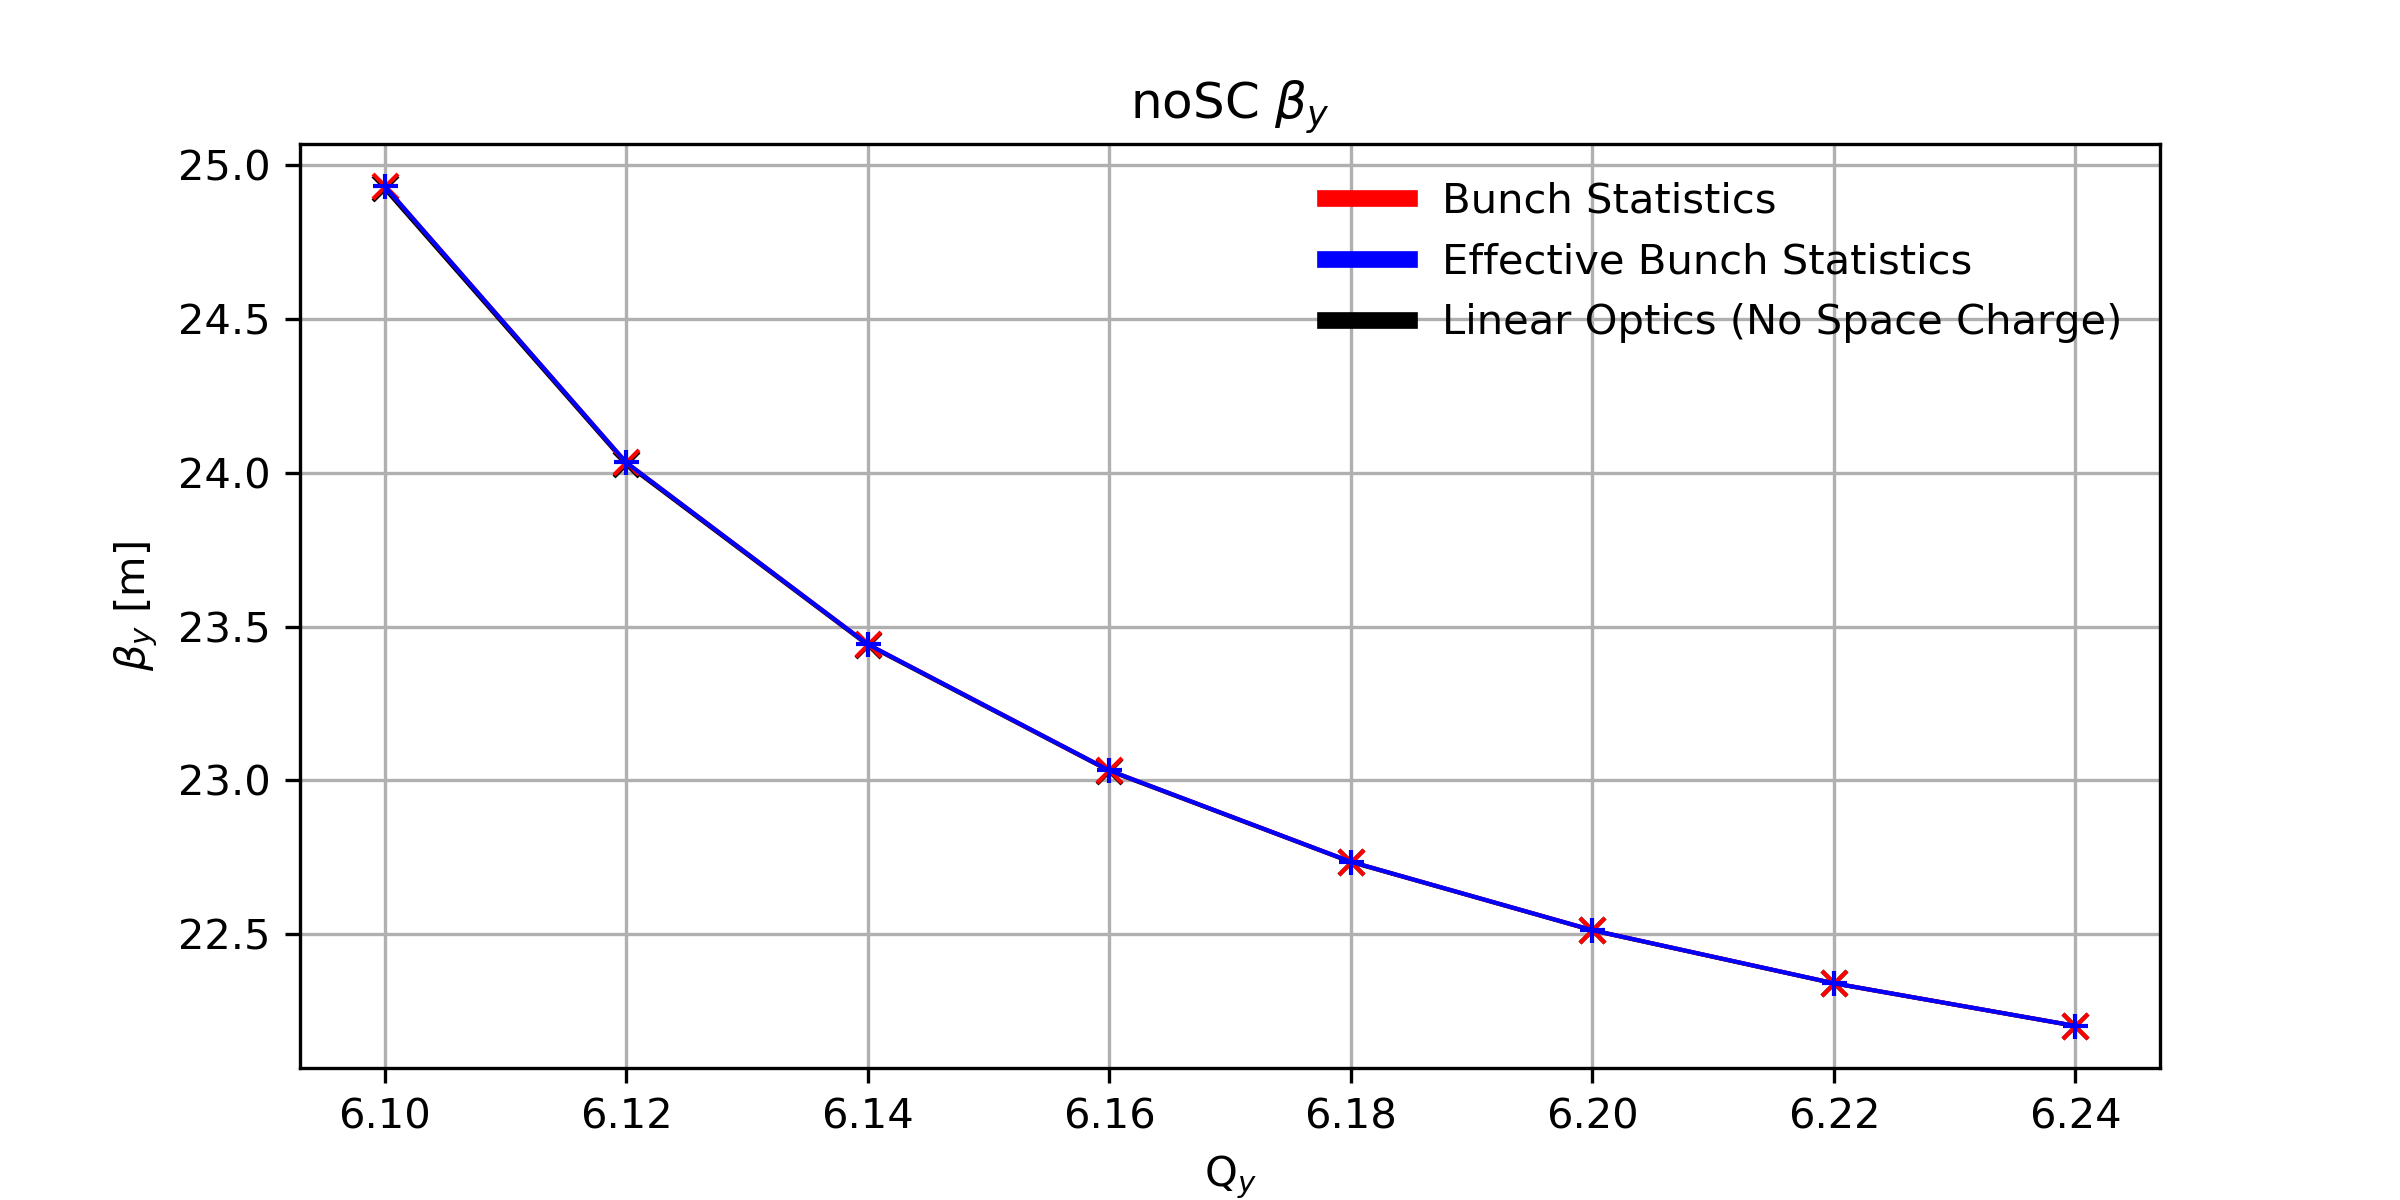 noSC βy
25.0
24.5
24.0
23.5
23.0
22.5
βy [m]
Bunch Statistics
Effective Bunch Statistics
Linear Optics (No Space Charge)
6.10 6.12 6.14 6.16 6.18 6.20 6.22 6.24
Qy